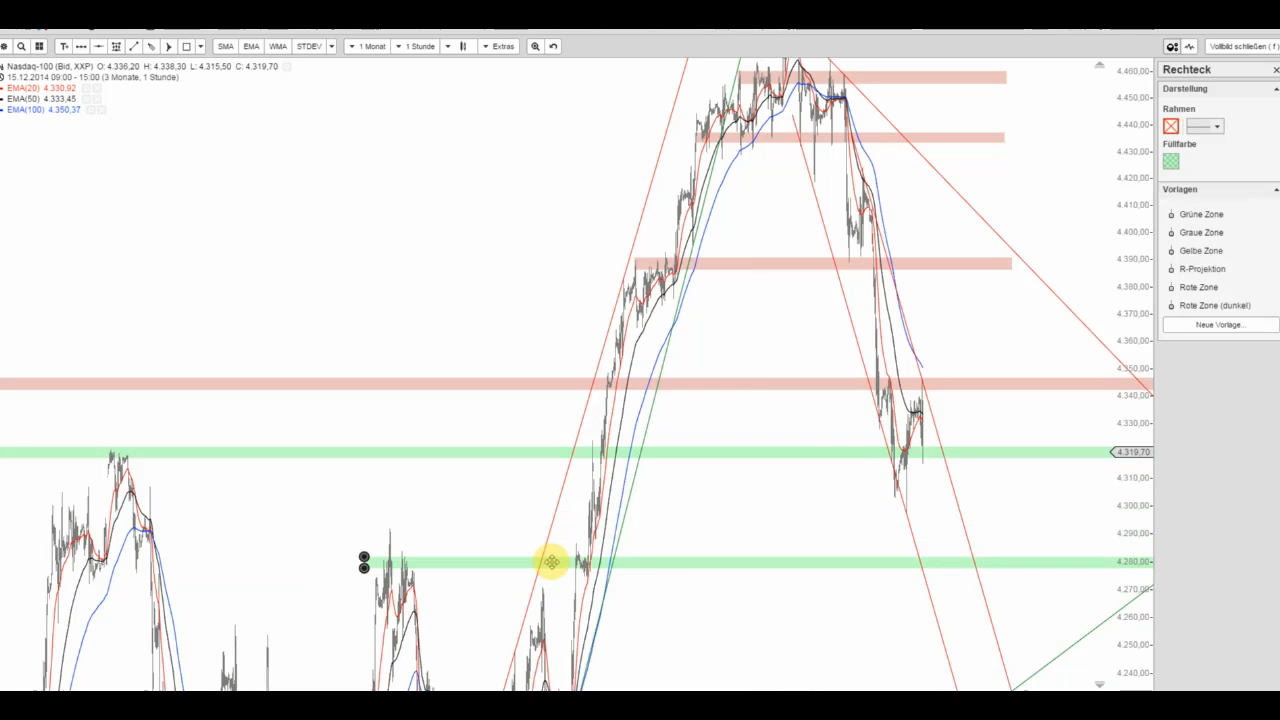 T
SMA EMA WMA STDEV 1 Monat 1 Stunde Extras Vollbild schließen ( f )
Nasdaq-100 (Bid, XXP) O: 4.336,20 H: 4.338,30 L: 4.315,50 C: 4.319,70
15.12.2014 09:00 - 15:00 (3 Monate, 1 Stunde)
EMA(20) 4.330,92
EMA(50) 4.333,45
EMA(100) 4.350,37
4.460,00
4.450,00
4.440,00
4.430,00
4.420,00
4.410,00
4.400,00
4.390,00
4.380,00
4.370,00
4.360,00
4.350,00
4.340,00
4.330,00
4.319,70
4.310,00
4.300,00
4.290,00
4.280,00
4.270,00
4.260,00
4.250,00
4.240,00
Rechteck
Darstellung
Rahmen
Füllfarbe
Vorlagen
Grüne Zone
Graue Zone
Gelbe Zone
R-Projektion
Rote Zone
Rote Zone (dunkel)
Neue Vorlage...